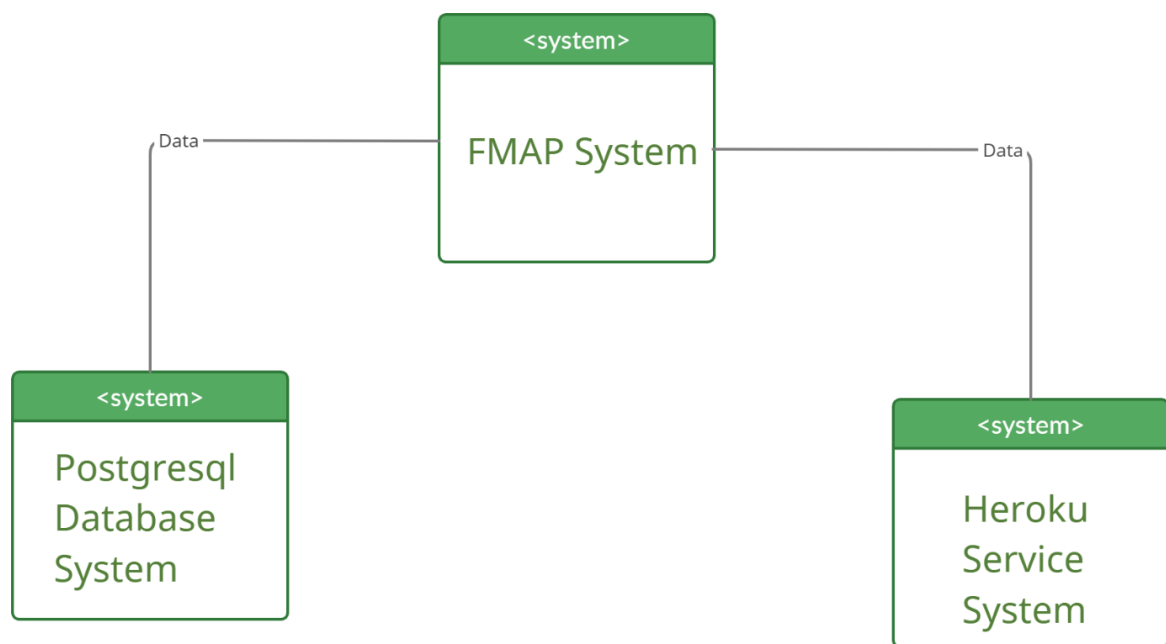 <system>
FMAP System
Data
Data
<system>
Postgresql
Database
System
<system>
Heroku
Service
System